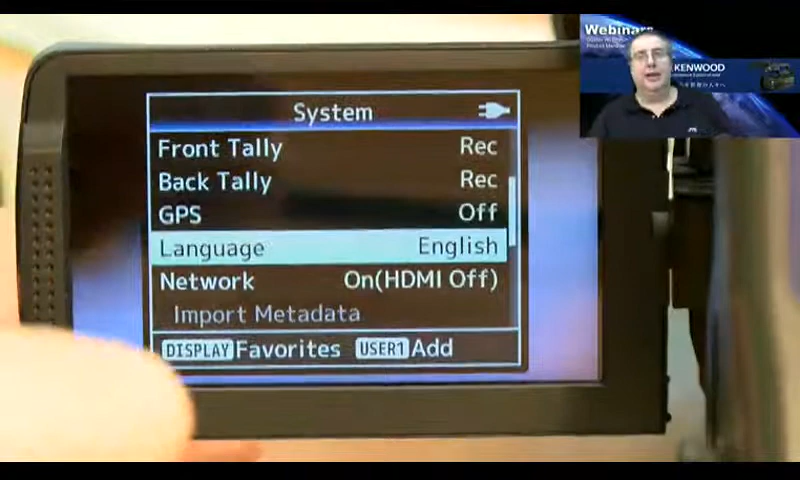 System
Front Tally Rec
Back Tally Rec
GPS Off
Language English
Network On(HDMI Off)
Import Metadata
DISPLAY Favorites USER1 Add
Webinars
KENWOOD